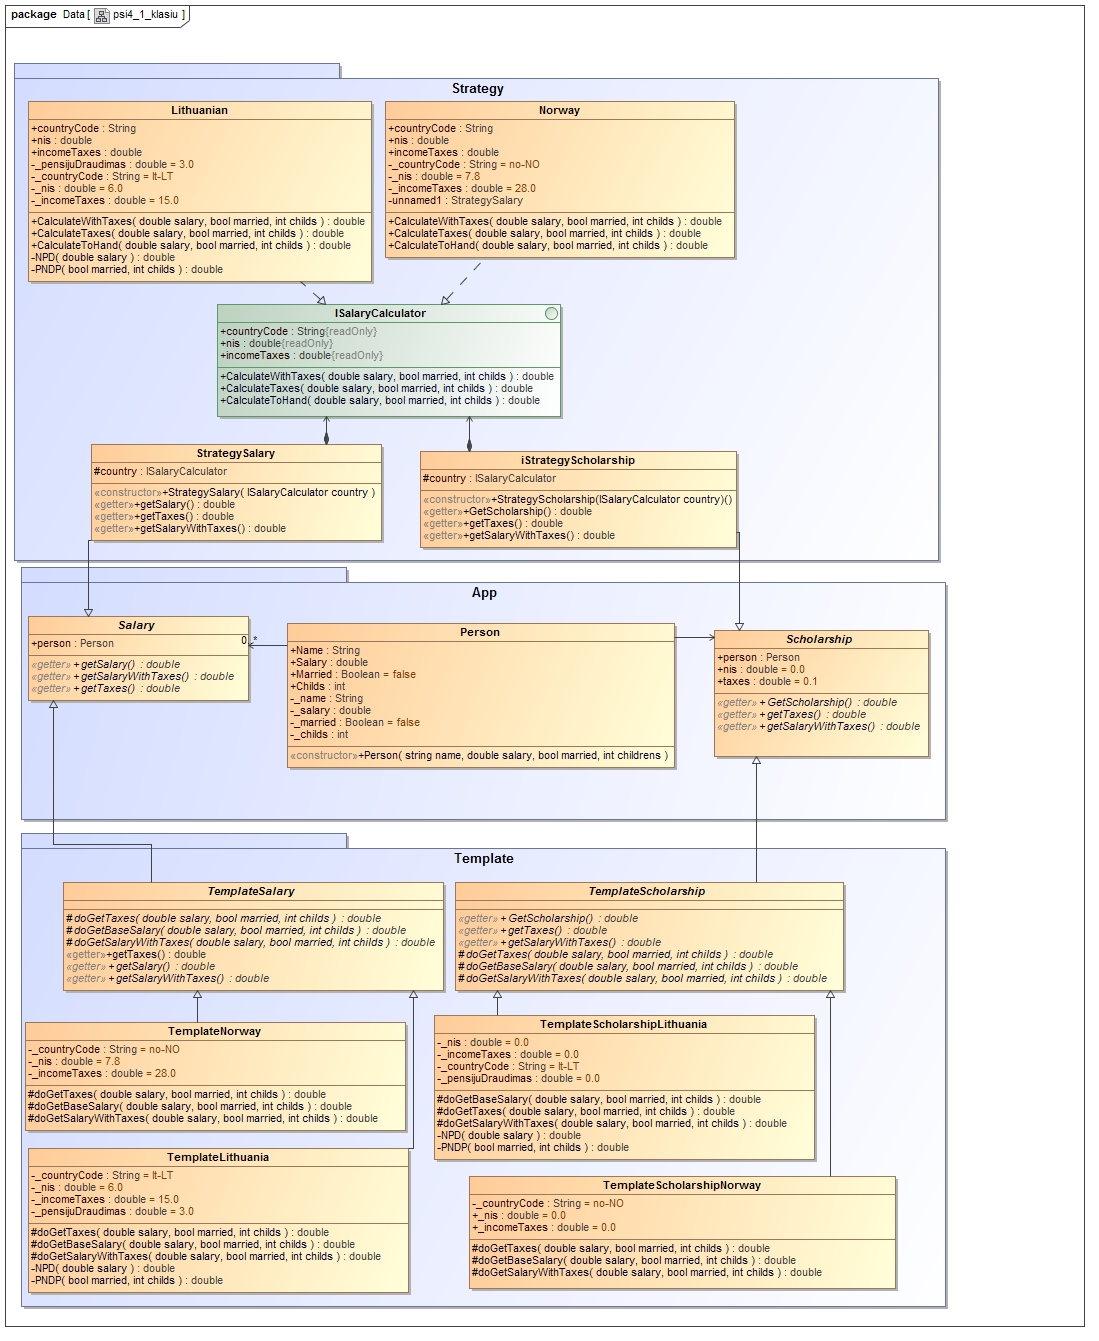 package Data [ psi4_1_klasiu ]
Strategy
Lithuanian
+countryCode : String
+nis : double
+incomeTaxes : double
-_pensijuDraudimas : double = 3.0
-_countryCode : String = lt-LT
-_nis : double = 6.0
-_incomeTaxes : double = 15.0
+CalculateWithTaxes( double salary, bool married, int childs ) : double
+CalculateTaxes( double salary, bool married, int childs ) : double
+CalculateToHand( double salary, bool married, int childs ) : double
-NPD( double salary ) : double
-PNDP( bool married, int childs ) : double
Norway
+countryCode : String
+nis : double
+incomeTaxes : double
-_countryCode : String = no-NO
-_nis : double = 7.8
-_incomeTaxes : double = 28.0
-unnamed1 : StrategySalary
+CalculateWithTaxes( double salary, bool married, int childs ) : double
+CalculateTaxes( double salary, bool married, int childs ) : double
+CalculateToHand( double salary, bool married, int childs ) : double
ISalaryCalculator
+countryCode : String{readOnly}
+nis : double{readOnly}
+incomeTaxes : double{readOnly}
+CalculateWithTaxes( double salary, bool married, int childs ) : double
+CalculateTaxes( double salary, bool married, int childs ) : double
+CalculateToHand( double salary, bool married, int childs ) : double
StrategySalary
#country : ISalaryCalculator
«constructor»+StrategySalary( ISalaryCalculator country )
«getter»+getSalary() : double
«getter»+getTaxes() : double
«getter»+getSalaryWithTaxes() : double
iStrategyScholarship
#country : ISalaryCalculator
«constructor»+StrategyScholarship(ISalaryCalculator country)()
«getter»+GetScholarship() : double
«getter»+getTaxes() : double
«getter»+getSalaryWithTaxes() : double
App
Salary
+person : Person
«getter» +getSalary() : double
«getter» +getSalaryWithTaxes() : double
«getter» +getTaxes() : double
0..*
Person
+Name : String
+Salary : double
+Married : Boolean = false
+Childs : int
-_name : String
-_salary : double
-_married : Boolean = false
-_childs : int
«constructor»+Person( string name, double salary, bool married, int childrens )
Scholarship
+person : Person
+nis : double = 0.0
+taxes : double = 0.1
«getter» + GetScholarship() : double
«getter» +getTaxes() : double
«getter» +getSalaryWithTaxes() : double
Template
TemplateSalary
#doGetTaxes( double salary, bool married, int childs ) : double
#doGetBaseSalary( double salary, bool married, int childs ) : double
#doGetSalaryWithTaxes( double salary, bool married, int childs ) : double
«getter»+getTaxes() : double
«getter» +getSalary() : double
«getter» +getSalaryWithTaxes() : double
TemplateScholarship
«getter» + GetScholarship() : double
«getter» +getTaxes() : double
«getter» +getSalaryWithTaxes() : double
#doGetTaxes( double salary, bool married, int childs ) : double
#doGetBaseSalary( double salary, bool married, int childs ) : double
#doGetSalaryWithTaxes( double salary, bool married, int childs ) : double
TemplateNorway
-_countryCode : String = no-NO
-_nis : double = 7.8
-_incomeTaxes : double = 28.0
#doGetTaxes( double salary, bool married, int childs ) : double
#doGetBaseSalary( double salary, bool married, int childs ) : double
#doGetSalaryWithTaxes( double salary, bool married, int childs ) : double
TemplateScholarshipLithuania
-_nis : double = 0.0
-_incomeTaxes : double = 0.0
-_countryCode : String = lt-LT
-_pensijuDraudimas : double = 0.0
#doGetBaseSalary( double salary, bool married, int childs ) : double
#doGetTaxes( double salary, bool married, int childs ) : double
#doGetSalaryWithTaxes( double salary, bool married, int childs ) : double
-NPD( double salary ) : double
-PNDP( bool married, int childs ) : double
TemplateLithuania
-_countryCode : String = lt-LT
-_nis : double = 6.0
-_incomeTaxes : double = 15.0
-_pensijuDraudimas : double = 3.0
#doGetTaxes( double salary, bool married, int childs ) : double
#doGetBaseSalary( double salary, bool married, int childs ) : double
#doGetSalaryWithTaxes( double salary, bool married, int childs ) : double
-NPD( double salary ) : double
-PNDP( bool married, int childs ) : double
TemplateScholarshipNorway
-_countryCode : String = no-NO
+_nis : double = 0.0
+_incomeTaxes : double = 0.0
#doGetTaxes( double salary, bool married, int childs ) : double
#doGetBaseSalary( double salary, bool married, int childs ) : double
#doGetSalaryWithTaxes( double salary, bool married, int childs ) : double